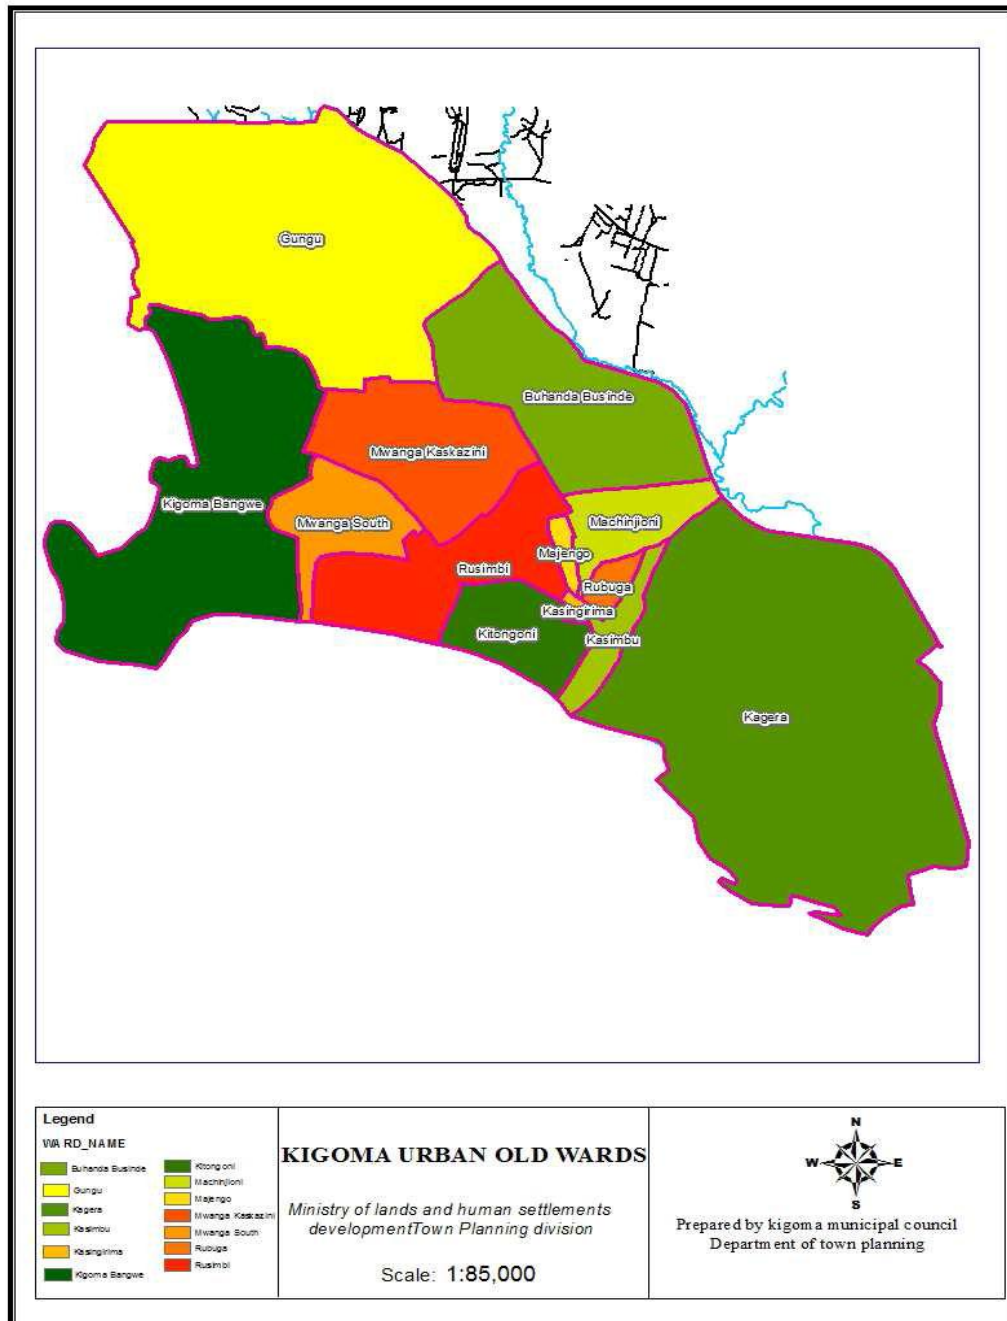 Gungu
Buhanda Businde
Mwanga Kaskazini
Kigoma Bangwe
Mwanga South
Machinjioni
Majengo
Rusimbi
Rubuga
Kasingirima
Kitongoni
Kasimbu
Kagera
Legend
WARD_NAME
Buhanda Businde
Gungu
Kagera
Kasimbu
Kasingirima
Kigoma Bangwe
Kitongoni
Machinjioni
Majengo
Mwanga Kaskazini
Mwanga South
Rubuga
Rusimbi
KIGOMA URBAN OLD WARDS
Ministry of lands and human settlements
developmentTown Planning division
Scale: 1:85,000
N
W E
S
Prepared by kigoma municipal council
Department of town planning